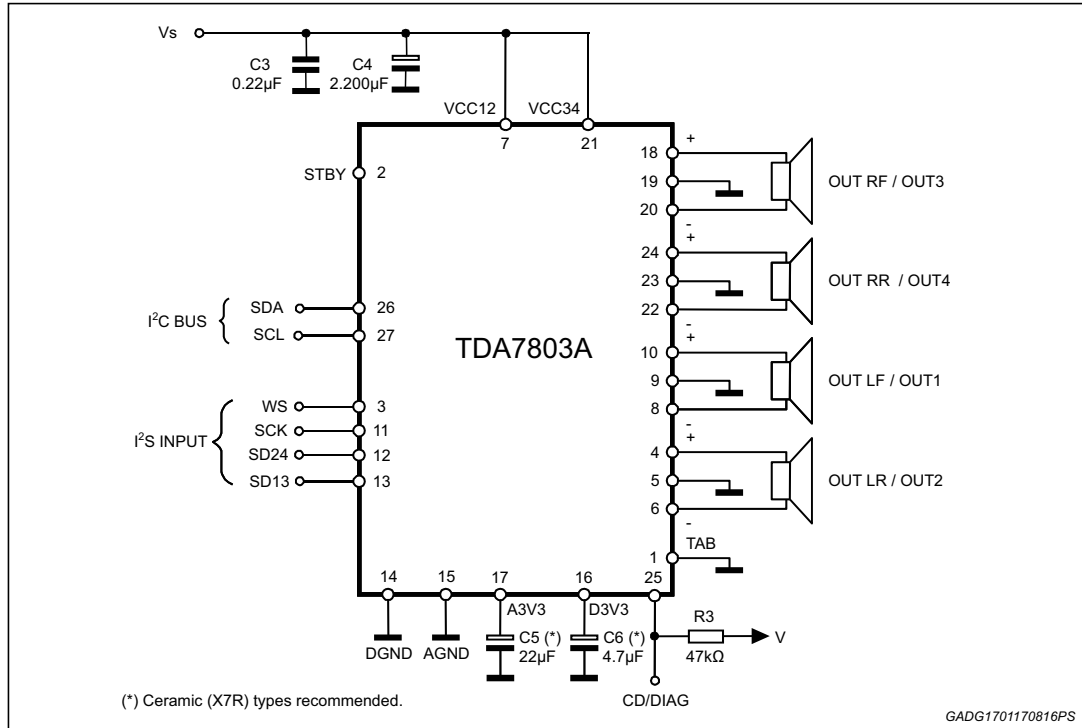 Vs
C3
0.22µF
C4
2.200µF
VCC12
VCC34
7
21
STBY
2
18
+
19
20
-
OUT RF / OUT3
+
24
23
22
-
OUT RR / OUT4
I²C BUS
SDA
26
SCL
27
TDA7803A
+
10
9
8
-
OUT LF / OUT1
I²S INPUT
WS
3
SCK
11
SD24
12
SD13
13
+
4
5
6
-
OUT LR / OUT2
1
TAB
14
15
17
16
25
A3V3
D3V3
DGND
AGND
C5 (*)
22µF
C6 (*)
4.7µF
R3
47kΩ
V
CD/DIAG
(*) Ceramic (X7R) types recommended.
GADG1701170816PS